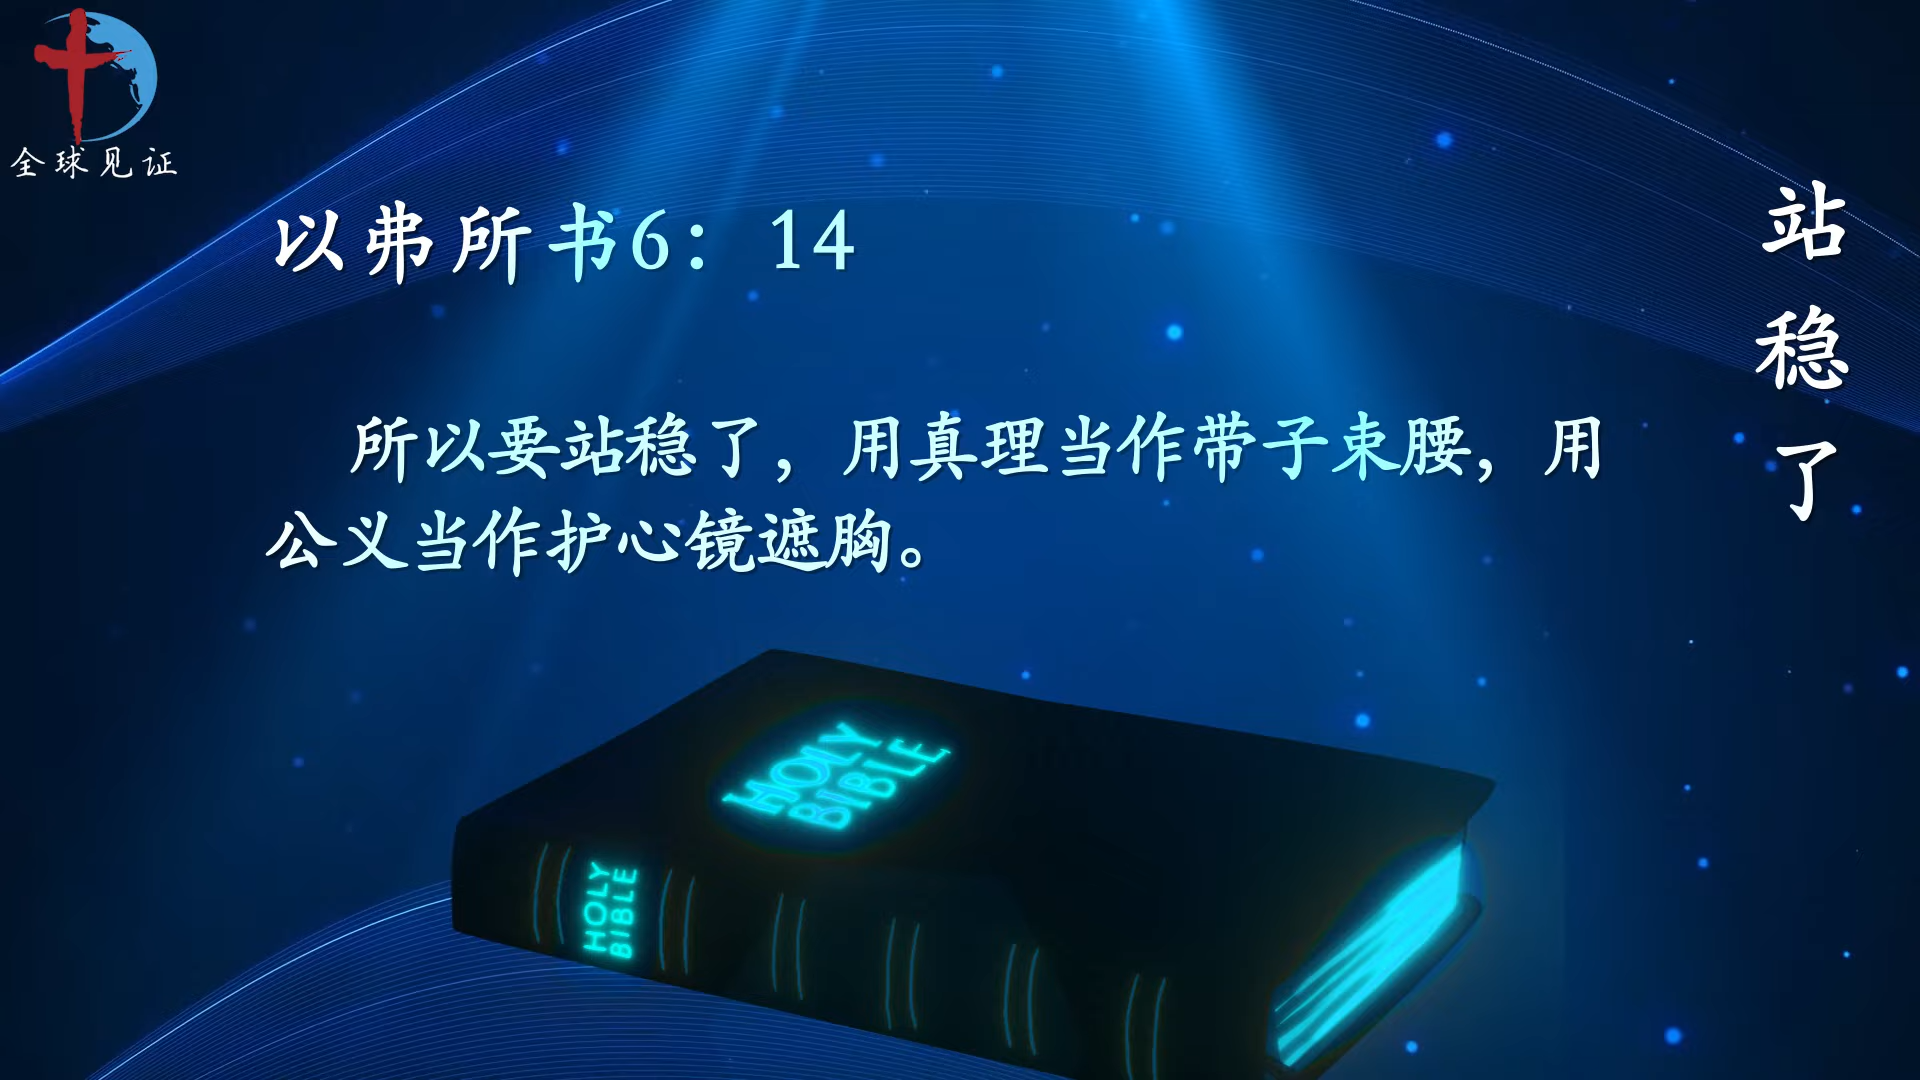 全球见证
以弗所书6：14
所以要站稳了，用真理当作带子束腰，用
公义当作护心镜遮胸。
站稳了
HOLY
BIBLE
HOLY
BIBLE